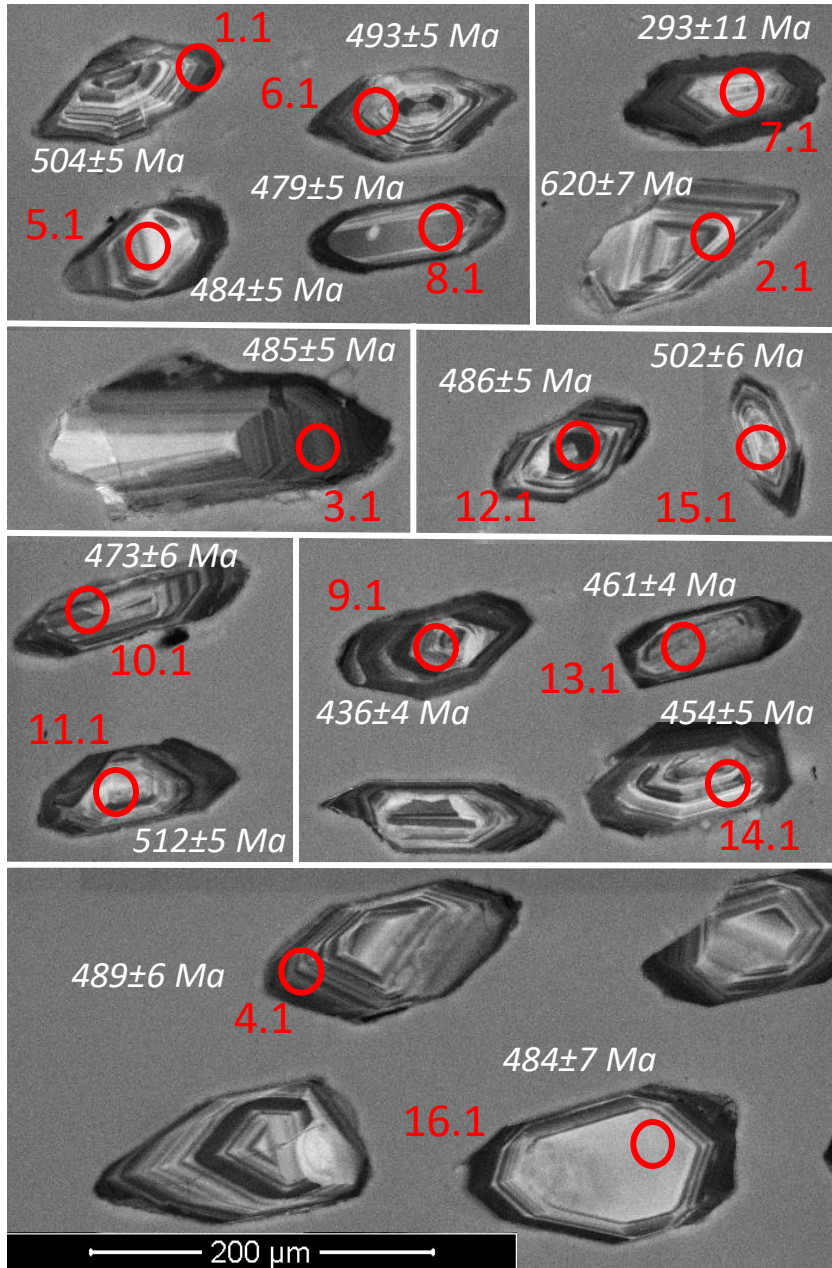 1.1
493±5 Ma
6.1
504±5 Ma
479±5 Ma
5.1
484±5 Ma
8.1
293±11 Ma
7.1
620±7 Ma
2.1
485±5 Ma
3.1
486±5 Ma
502±6 Ma
12.1
15.1
473±6 Ma
10.1
11.1
512±5 Ma
9.1
461±4 Ma
13.1
436±4 Ma
454±5 Ma
14.1
489±6 Ma
4.1
484±7 Ma
16.1
200 µm